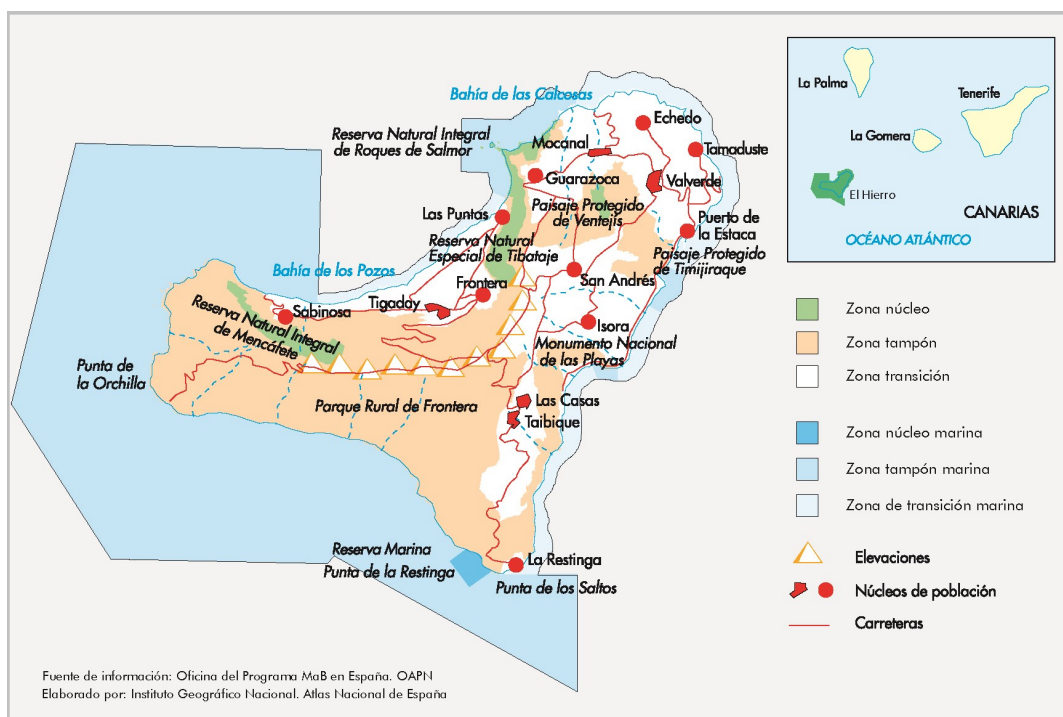 Bahía de las Calcosas
Reserva Natural Integral
de Roques de Salmor
Mocanal
Echedo
Tamaduste
Guarazoca
Valverde
Las Puntas
Paisaje Protegido
de Ventejís
Puerto de
la Estaca
Reserva Natural
Especial de Tibataje
Paisaje Protegido
de Timijiraque
Bahía de los Pozos
Frontera
San Andrés
Tigaday
Sabinosa
Reserva Natural Integral
de Mencáfete
Isora
Monumento Nacional
de las Playas
Punta de
la Orchilla
Parque Rural de Frontera
Las Casas
Taibique
Reserva Marina
Punta de la Restinga
La Restinga
Punta de los Saltos
La Palma
Tenerife
La Gomera
El Hierro
CANARIAS
OCÉANO ATLÁNTICO
Zona núcleo
Zona tampón
Zona transición
Zona núcleo marina
Zona tampón marina
Zona de transición marina
Elevaciones
Núcleos de población
Carreteras
Fuente de información: Oficina del Programa MaB en España. OAPN
Elaborado por: Instituto Geográfico Nacional. Atlas Nacional de España